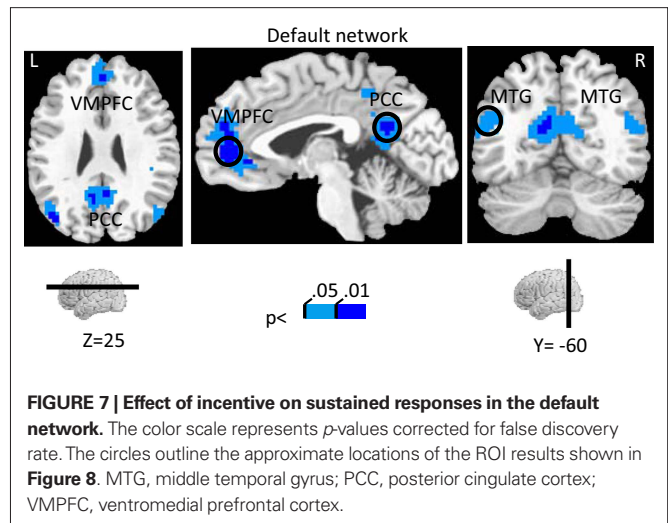 Default network
L
R
VMPFC
PCC
VMPFC
PCC
MTG
MTG
p<
.05 .01
Z=25
Y= -60
FIGURE 7 | Effect of incentive on sustained responses in the default
network. The color scale represents p-values corrected for false discovery
rate. The circles outline the approximate locations of the ROI results shown in
Figure 8. MTG, middle temporal gyrus; PCC, posterior cingulate cortex;
VMPFC, ventromedial prefrontal cortex.